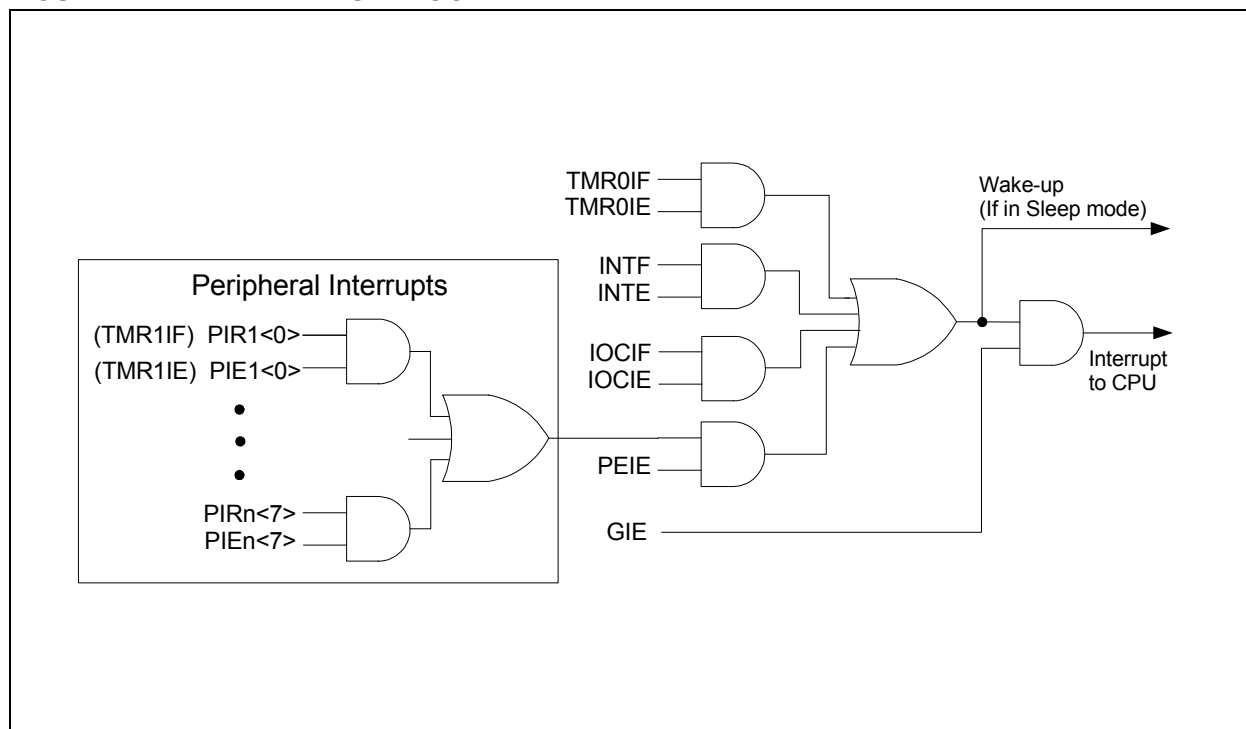 TMR0IF
TMR0IE
Wake-up
(If in Sleep mode)
INTF
INTE
Peripheral Interrupts
(TMR1IF) PIR1<0>
(TMR1IE) PIE1<0>
IOCIF
IOCIE
Interrupt
to CPU
PEIE
PIRn<7>
PIEn<7>
GIE